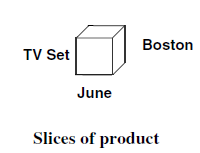 Boston
TV Set
June
Slices of product